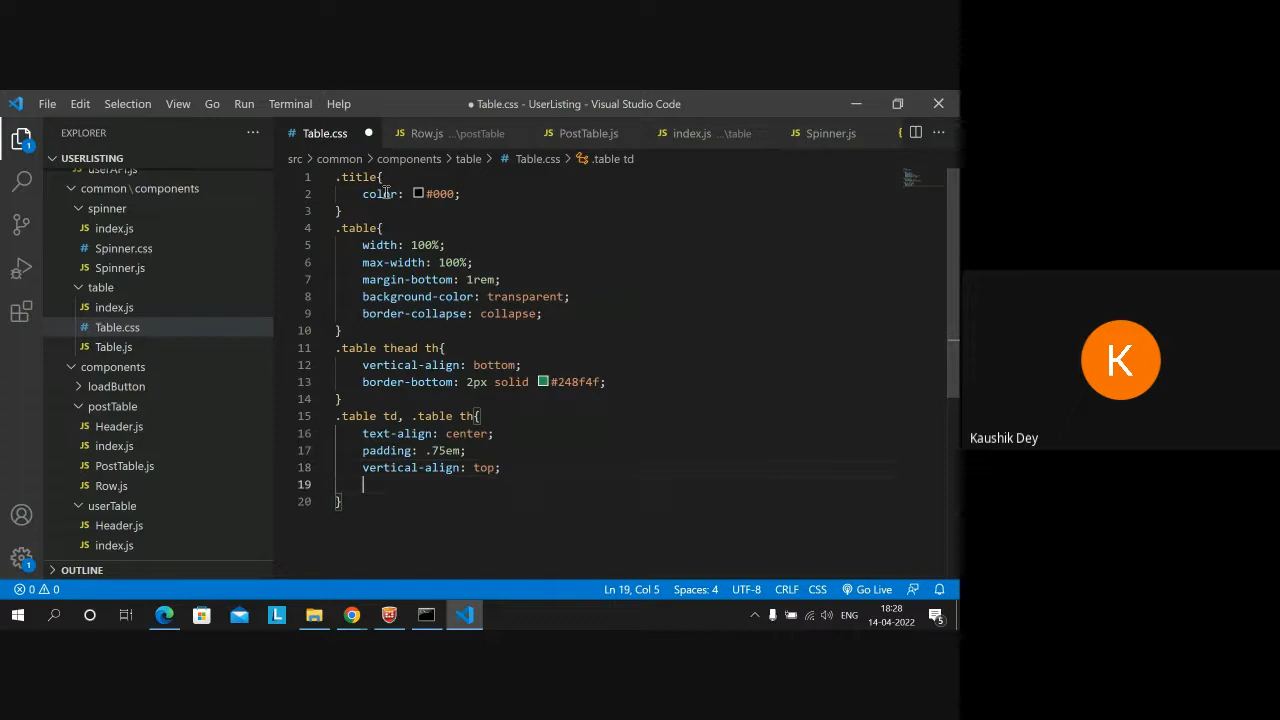 File Edit Selection View Go Run Terminal Help
● Table.css - UserListing - Visual Studio Code
EXPLORER
USERLISTING
userAPI.js
common\components
spinner
JS index.js
# Spinner.css
JS Spinner.js
table
JS index.js
# Table.css
JS Table.js
components
loadButton
postTable
JS Header.js
JS index.js
JS PostTable.js
JS Row.js
userTable
JS Header.js
JS index.js
OUTLINE
# Table.css ●
JS Row.js ...\postTable
JS PostTable.js
JS index.js ...\table
JS Spinner.js
src > common > components > table > # Table.css > .table td
1 .title{
2 color: #000;
3 }
4 .table{
5 width: 100%;
6 max-width: 100%;
7 margin-bottom: 1rem;
8 background-color: transparent;
9 border-collapse: collapse;
10 }
11 .table thead th{
12 vertical-align: bottom;
13 border-bottom: 2px solid #248f4f;
14 }
15 .table td, .table th{
16 text-align: center;
17 padding: .75em;
18 vertical-align: top;
19
20 }
1
1
0 0
Ln 19, Col 5 Spaces: 4 UTF-8 CRLF CSS Go Live
L
ENG
18:28
14-04-2022
5
K
Kaushik Dey